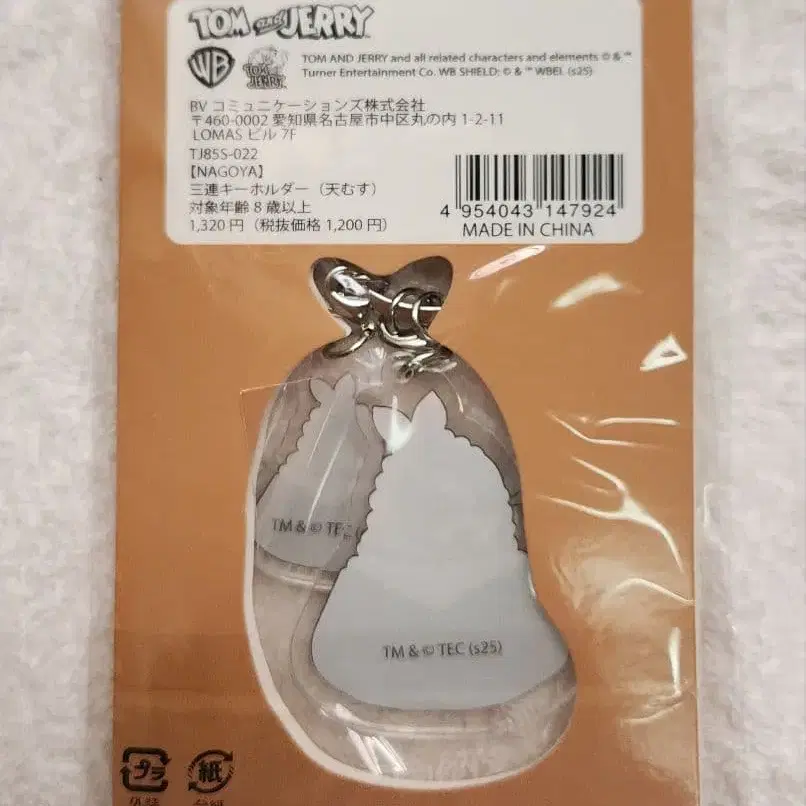 TOM and JERRY
WB
TOM and JERRY
TOM AND JERRY and all related characters and elements © & ™
Turner Entertainment Co. WB SHIELD: © & ™ WBEI. (s25)
BV コミュニケーションズ株式会社
〒460-0002 愛知県名古屋市中区丸の内 1-2-11
LOMAS ビル 7F
TJ85S-022
【NAGOYA】
三連キーホルダー（天むす）
対象年齢 8 歳以上
1,320 円（税抜価格 1,200 円）
4 954043 147924
MADE IN CHINA
TM & © TE
TM & © TEC (s25)
プラ
紙